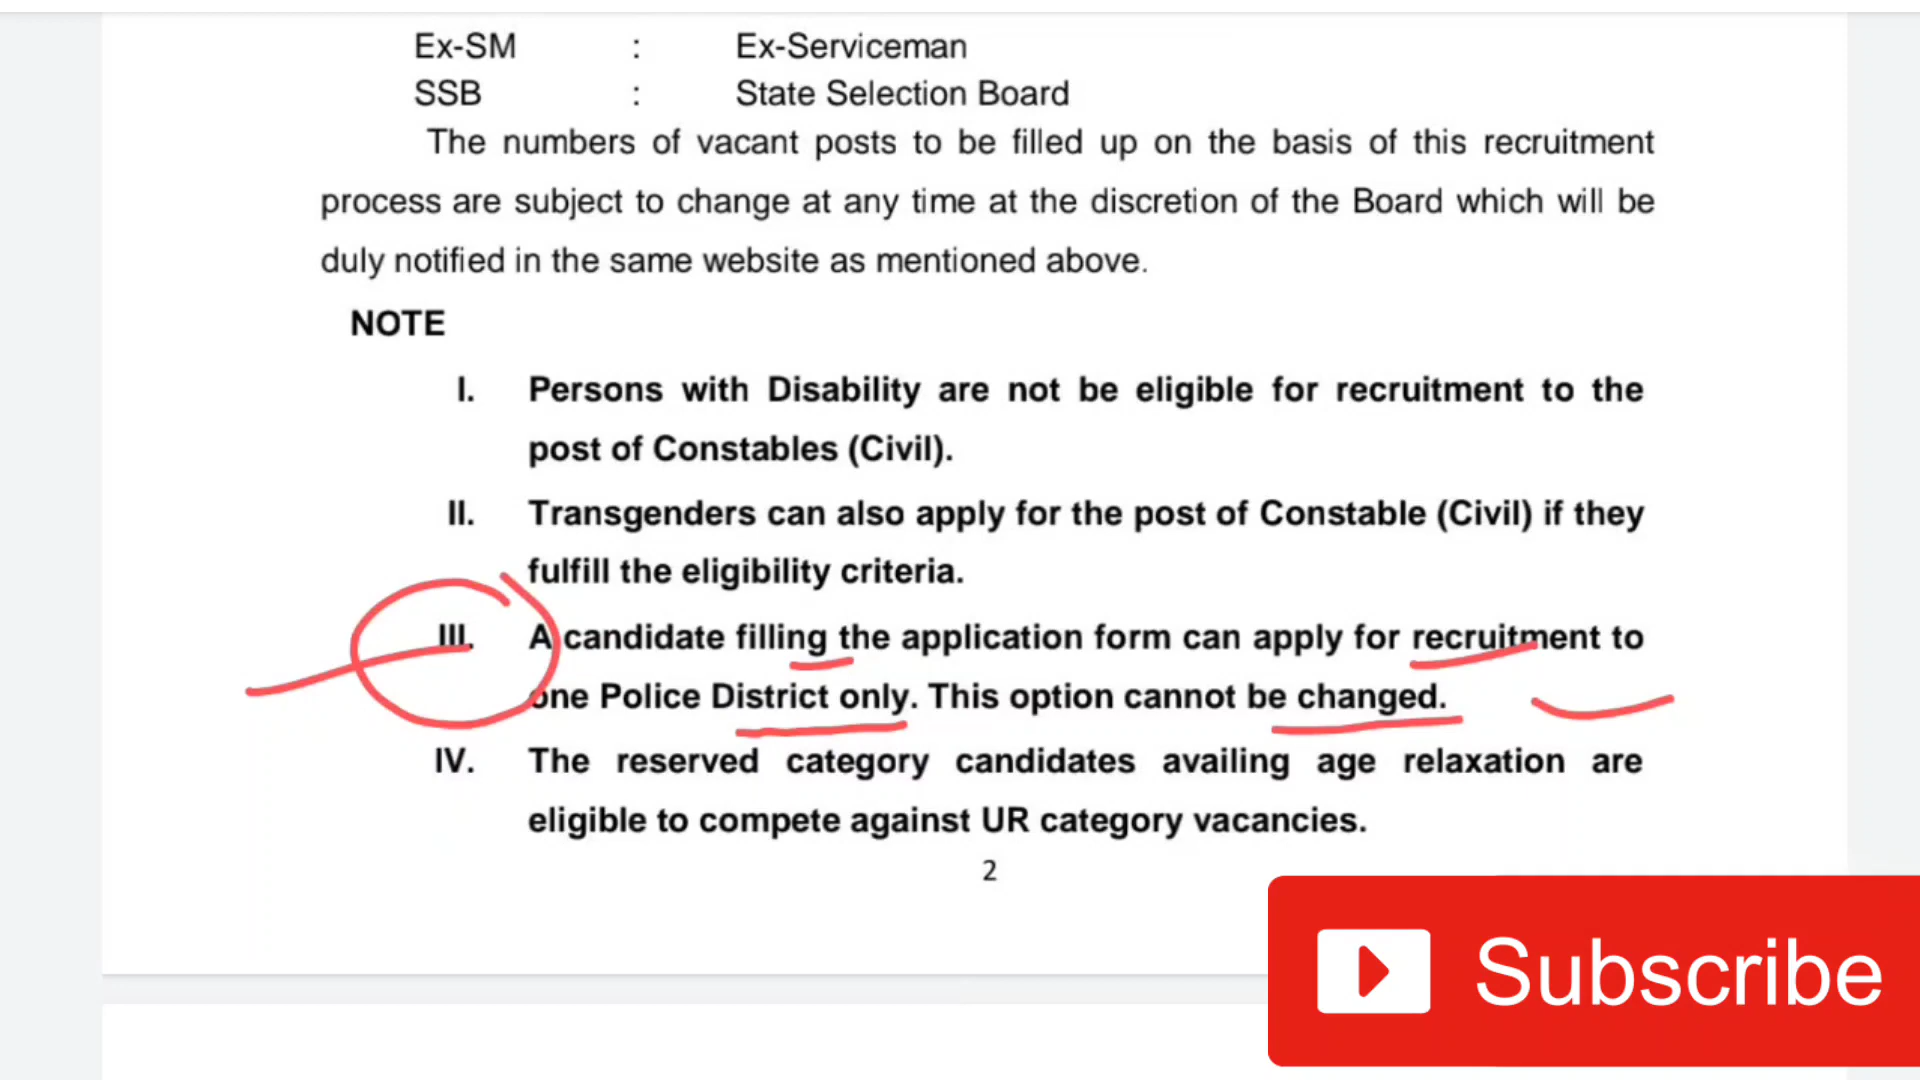 Ex-SM : Ex-Serviceman
SSB : State Selection Board
The numbers of vacant posts to be filled up on the basis of this recruitment
process are subject to change at any time at the discretion of the Board which will be
duly notified in the same website as mentioned above.
NOTE
I. Persons with Disability are not be eligible for recruitment to the
post of Constables (Civil).
II. Transgenders can also apply for the post of Constable (Civil) if they
fulfill the eligibility criteria.
III. A candidate filling the application form can apply for recruitment to
one Police District only. This option cannot be changed.
IV. The reserved category candidates availing age relaxation are
eligible to compete against UR category vacancies.
2
Subscribe